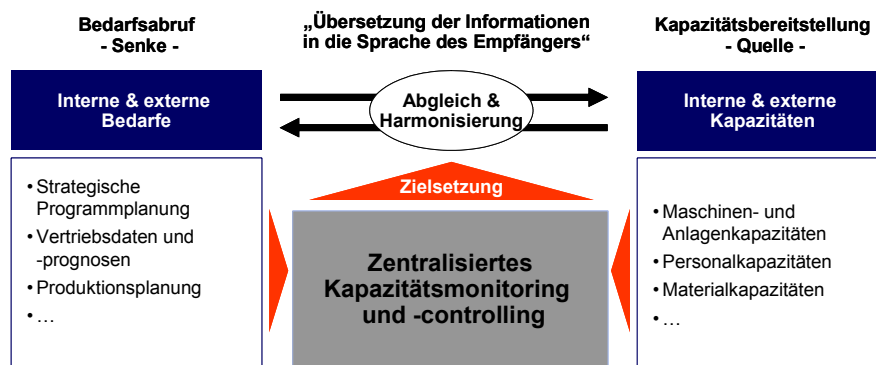 Bedarfsabruf
- Senke -
„Übersetzung der Informationen
in die Sprache des Empfängers“
Kapazitätsbereitstellung
- Quelle -
Interne & externe
Bedarfe
Abgleich &
Harmonisierung
Interne & externe
Kapazitäten
• Strategische
Programmplanung
• Vertriebsdaten und
-prognosen
• Produktionsplanung
• …
Zielsetzung
Zentralisiertes
Kapazitätsmonitoring
und -controlling
• Maschinen- und
Anlagenkapazitäten
• Personalkapazitäten
• Materialkapazitäten
• …